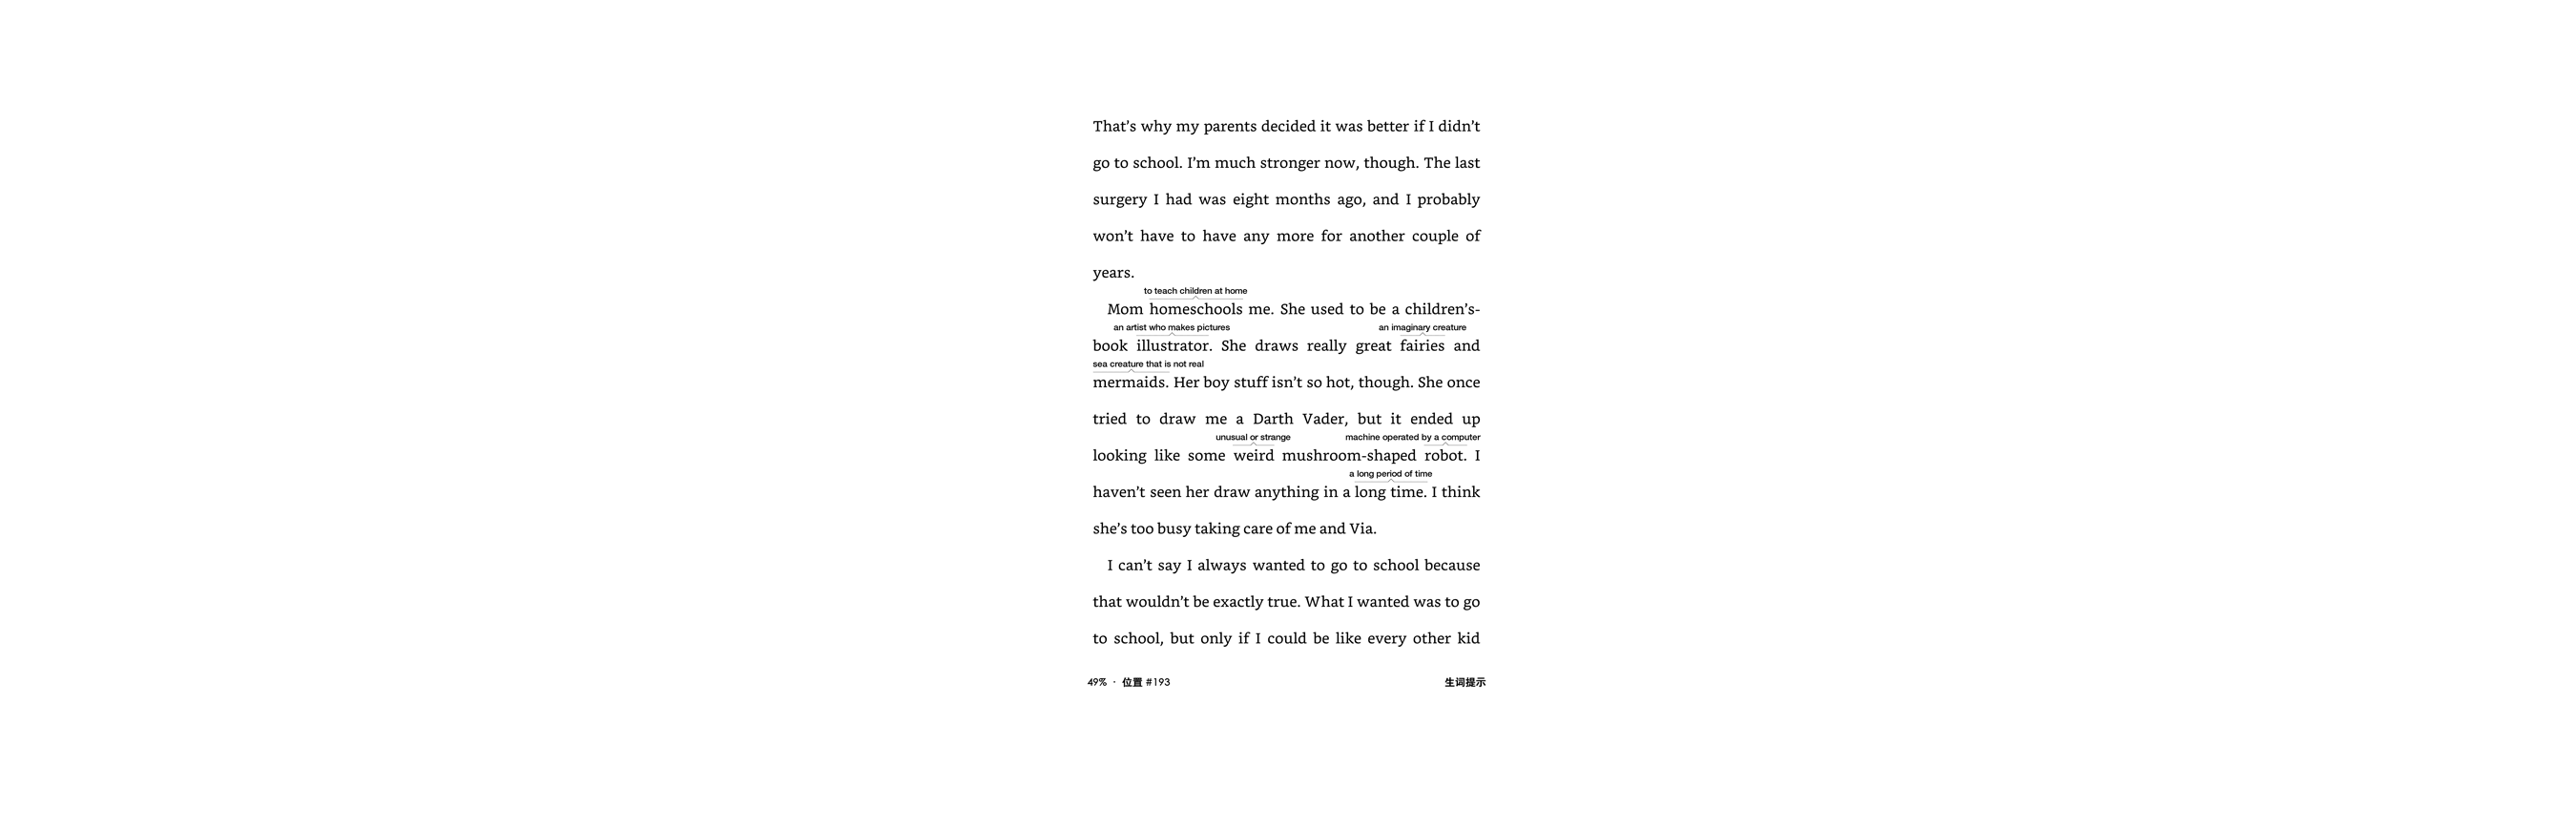 That’s why my parents decided it was better if I didn’t
go to school. I’m much stronger now, though. The last
surgery I had was eight months ago, and I probably
won’t have to have any more for another couple of
years.
to teach children at home
Mom homeschools me. She used to be a children’s-
an artist who makes pictures an imaginary creature
book illustrator. She draws really great fairies and
sea creature that is not real
mermaids. Her boy stuff isn’t so hot, though. She once
tried to draw me a Darth Vader, but it ended up
unusual or strange machine operated by a computer
looking like some weird mushroom-shaped robot. I
a long period of time
haven’t seen her draw anything in a long time. I think
she’s too busy taking care of me and Via.
I can’t say I always wanted to go to school because
that wouldn’t be exactly true. What I wanted was to go
to school, but only if I could be like every other kid
49% · 位置 #193 生词提示